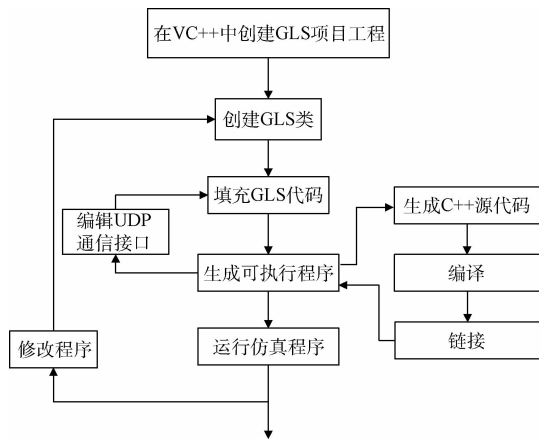 在VC++中创建GLS项目工程
创建GLS类
填充GLS代码
编辑UDP
通信接口
生成C++源代码
生成可执行程序
编译
修改程序
运行仿真程序
链接